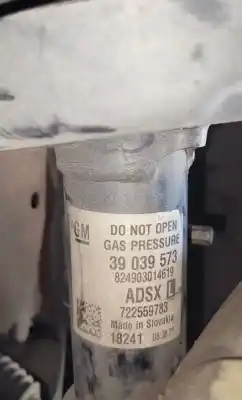 GM
DO NOT OPEN
GAS PRESSURE
39 039 573
824903014619
ADSX L
722559783
Made in Slovakia
18241